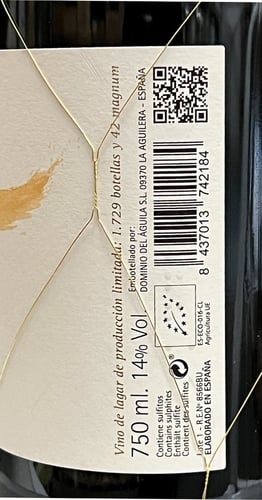 Vino de lagar de producción limitada: 1.729 botellas y 42 magnum
Embotellado por:
DOMINIO DEL ÁGUILA S.L. 09370 LA AGUILERA - ESPAÑA
750 ml. 14% Vol.
Contiene sulfitos
Contains sulphites
Enthält sulfite
Contient des sulfites
ES-ECO-016-CL
Agricultura UE
R.E.Nº 8566BU
ELABORADO EN ESPAÑA
8 437013 742184